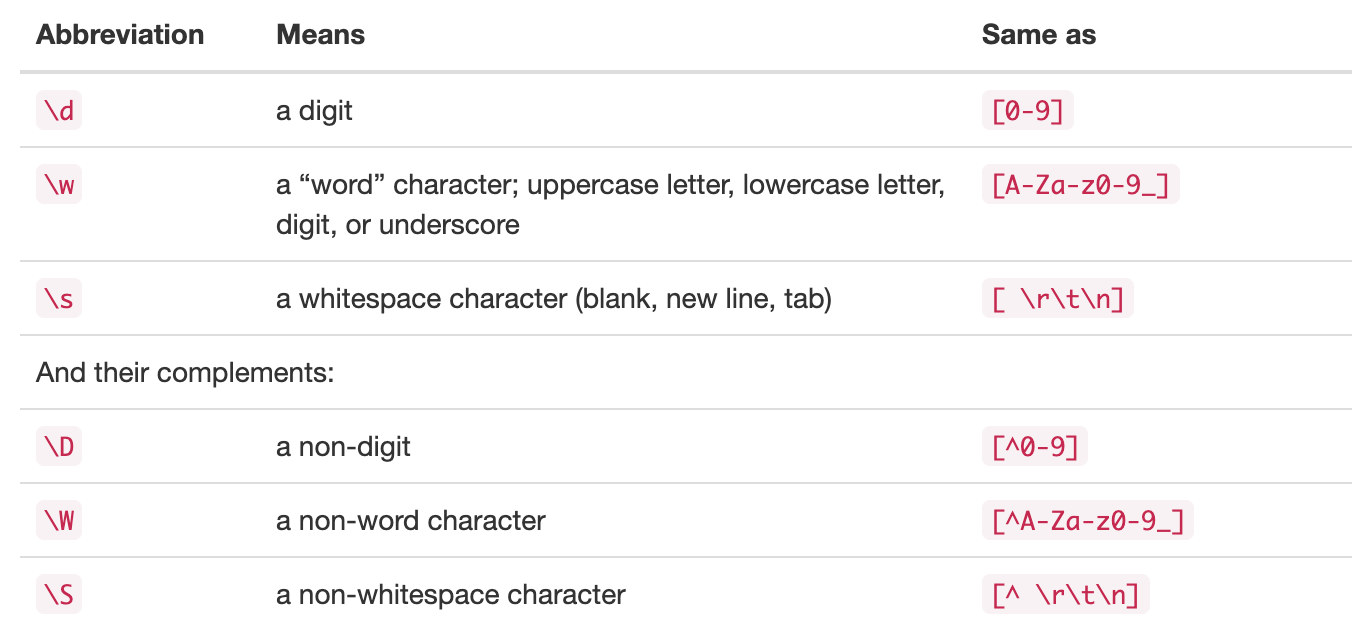 Abbreviation Means Same as
\d a digit [0-9]
\w a “word” character; uppercase letter, lowercase letter, [A-Za-z0-9_]
digit, or underscore
\s a whitespace character (blank, new line, tab) [ \r\t\n]
And their complements:
\D a non-digit [^0-9]
\W a non-word character [^A-Za-z0-9_]
\S a non-whitespace character [^ \r\t\n]